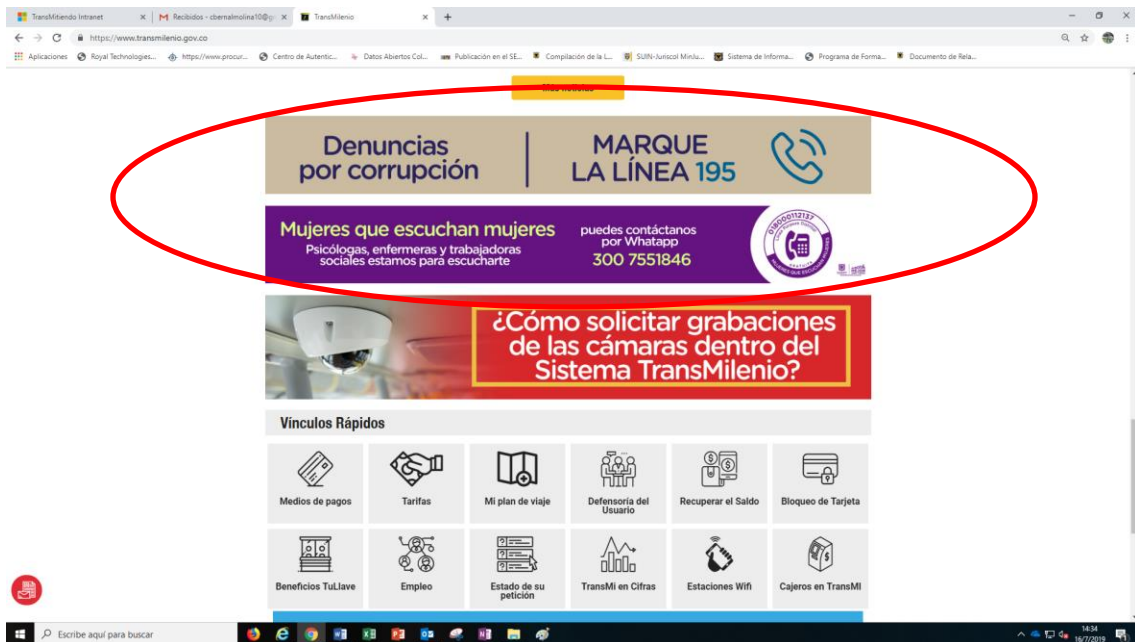 TransMitiendo Intranet
Recibidos - cbernalmolina10@g
TransMilenio
https://www.transmilenio.gov.co
Aplicaciones
Royal Technologies...
https://www.procur...
Centro de Autentic...
Datos Abiertos Col...
Publicación en el SE...
Compilación de la L...
SUIN-Juriscol MinJu...
Sistema de Informa...
Programa de Forma...
Documento de Rela...
Denuncias
por corrupción
MARQUE
LA LÍNEA 195
Mujeres que escuchan mujeres
Psicólogas, enfermeras y trabajadoras
sociales estamos para escucharte
puedes contáctanos
por Whatapp
300 7551846
018000112137
MUJERES QUE ESCUCHAN MUJERES
¿Cómo solicitar grabaciones
de las cámaras dentro del
Sistema TransMilenio?
Vínculos Rápidos
Medios de pagos
Tarifas
Mi plan de viaje
Defensoría del
Usuario
Recuperar el Saldo
Bloqueo de Tarjeta
Beneficios TuLlave
Empleo
Estado de su
petición
TransMi en Cifras
Estaciones Wifi
Cajeros en TransMI
Escribe aquí para buscar
14:34
16/7/2019